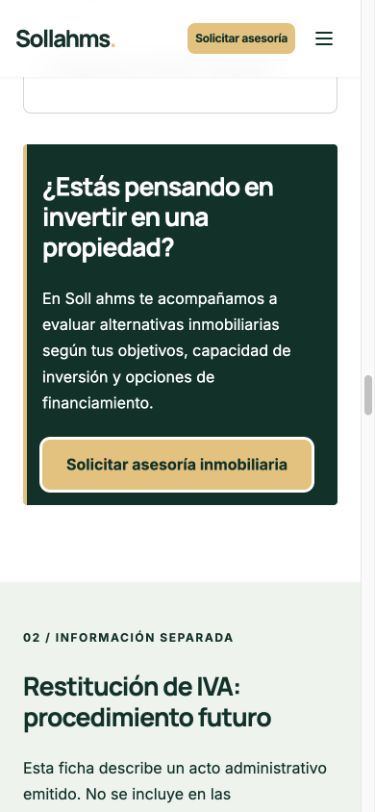 Sollahms.
Solicitar asesoría
¿Estás pensando en
invertir en una
propiedad?
En Soll ahms te acompañamos a
evaluar alternativas inmobiliarias
según tus objetivos, capacidad de
inversión y opciones de
financiamiento.
Solicitar asesoría inmobiliaria
02 / INFORMACIÓN SEPARADA
Restitución de IVA:
procedimiento futuro
Esta ficha describe un acto administrativo
emitido. No se incluye en las